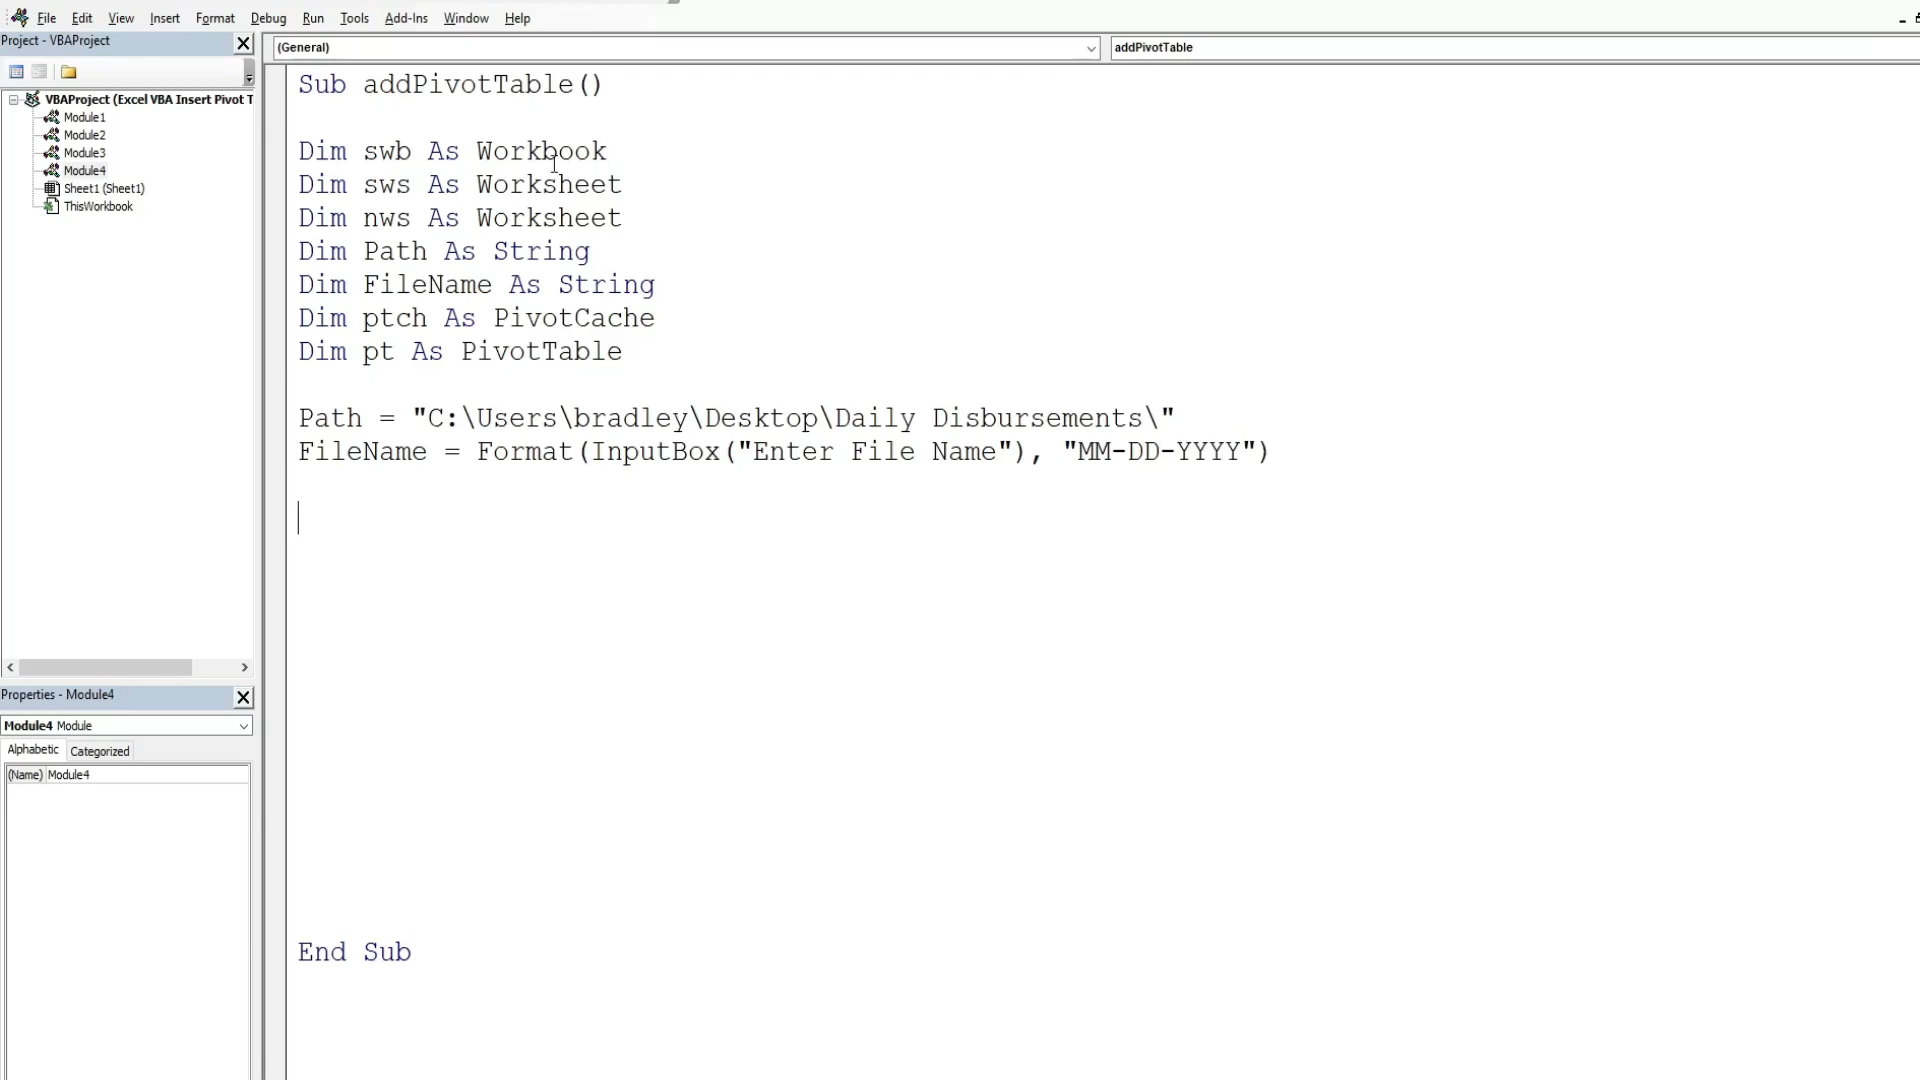 File Edit View Insert Format Debug Run Tools Add-Ins Window Help
Project - VBAProject
(General)
addPivotTable
VBAProject (Excel VBA Insert Pivot T
Module1
Module2
Module3
Module4
Sheet1 (Sheet1)
ThisWorkbook
Properties - Module4
Module4 Module
Alphabetic Categorized
(Name) Module4
Sub addPivotTable()
Dim swb As Workbook
Dim sws As Worksheet
Dim nws As Worksheet
Dim Path As String
Dim FileName As String
Dim ptch As PivotCache
Dim pt As PivotTable
Path = "C:\Users\bradley\Desktop\Daily Disbursements\"
FileName = Format(InputBox("Enter File Name"), "MM-DD-YYYY")
End Sub